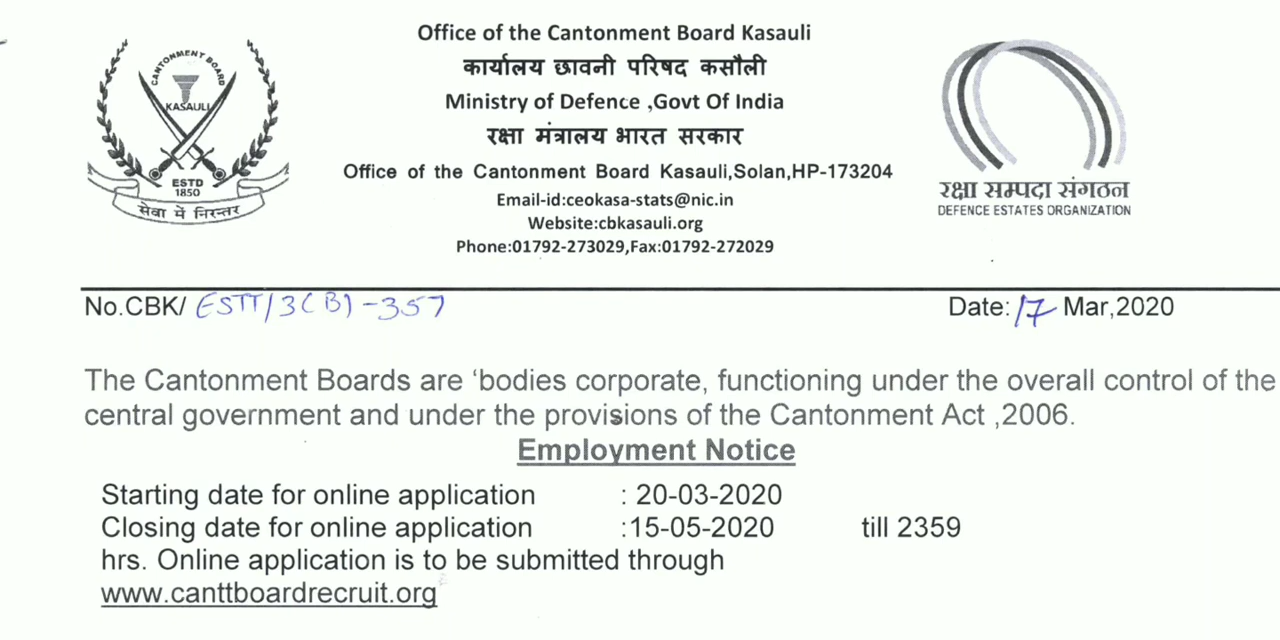 CANTONMENT BOARD
KASAULI
ESTD
1850
सेवा में निरन्तर
Office of the Cantonment Board Kasauli
कार्यालय छावनी परिषद कसौली
Ministry of Defence ,Govt Of India
रक्षा मंत्रालय भारत सरकार
Office of the Cantonment Board Kasauli,Solan,HP-173204
Email-id:ceokasa-stats@nic.in
Website:cbkasauli.org
Phone:01792-273029,Fax:01792-272029
रक्षा सम्पदा संगठन
DEFENCE ESTATES ORGANIZATION
No.CBK/ ESTT/3(B)-357 Date:17 Mar,2020
The Cantonment Boards are ‘bodies corporate, functioning under the overall control of the
central government and under the provisions of the Cantonment Act ,2006.
Employment Notice
Starting date for online application : 20-03-2020
Closing date for online application :15-05-2020 till 2359
hrs. Online application is to be submitted through
www.canttboardrecruit.org